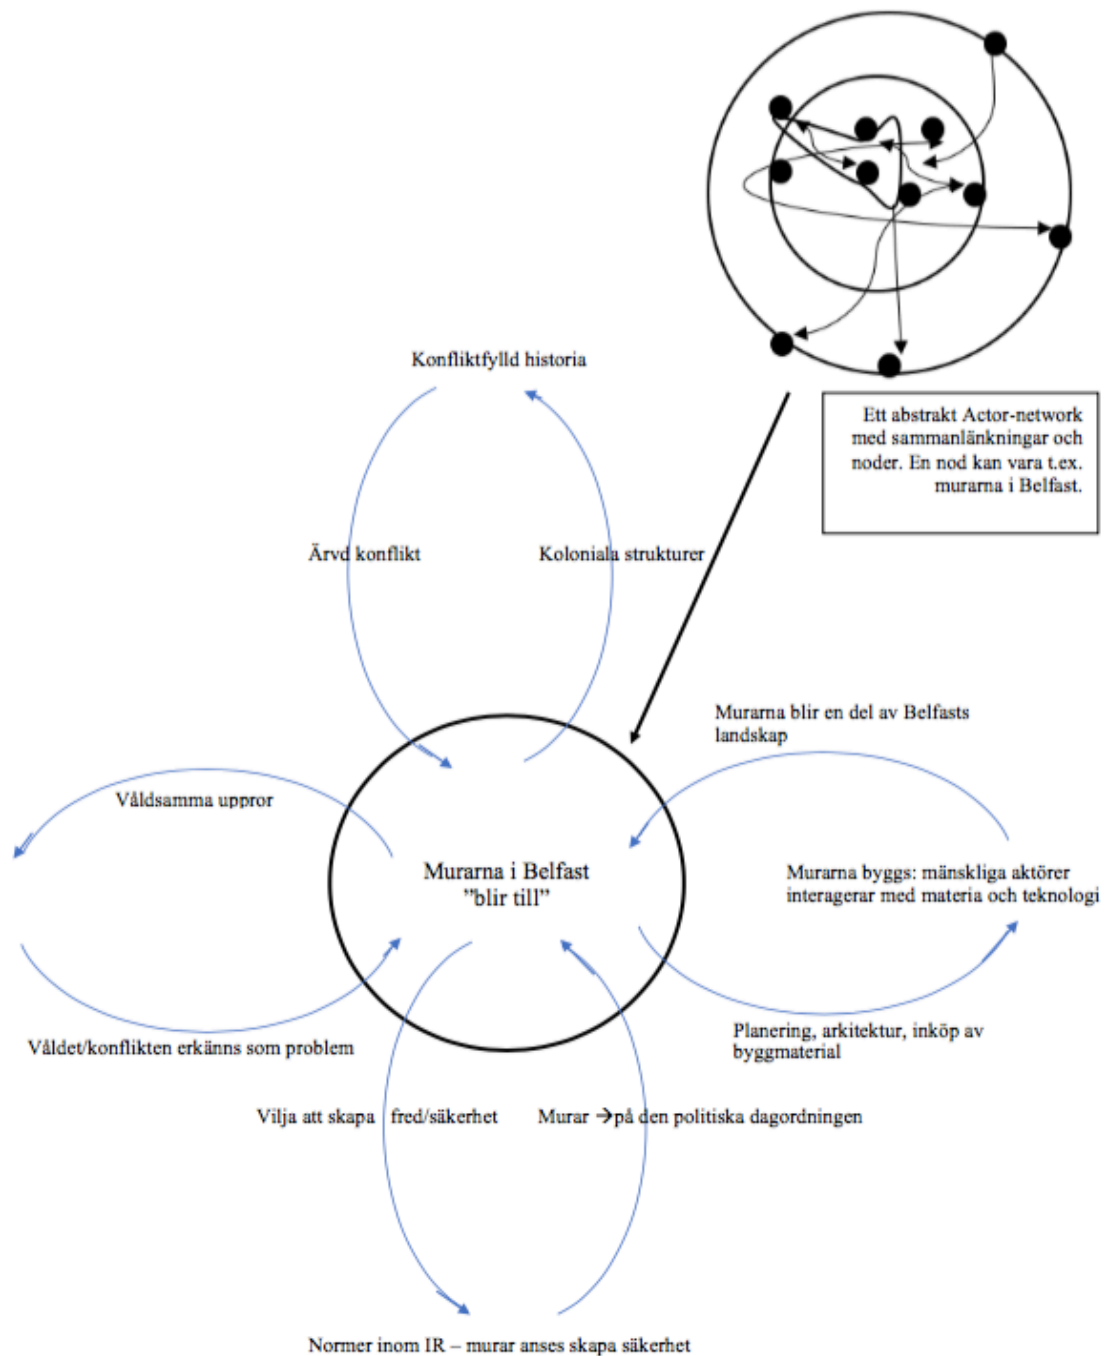 Konfliktfylld historia
Ett abstrakt Actor-network
med sammanlänkningar och
noder. En nod kan vara t.ex.
murarna i Belfast.
Ärvd konflikt
Koloniala strukturer
Murarna blir en del av Belfasts
landskap
Våldsamma uppror
Murarna i Belfast
”blir till”
Murarna byggs: mänskliga aktörer
interagerar med materia och teknologi
Planering, arkitektur, inköp av
byggmaterial
Våldet/konflikten erkänns som problem
Vilja att skapa fred/säkerhet
Murar →på den politiska dagordningen
Normer inom IR – murar anses skapa säkerhet